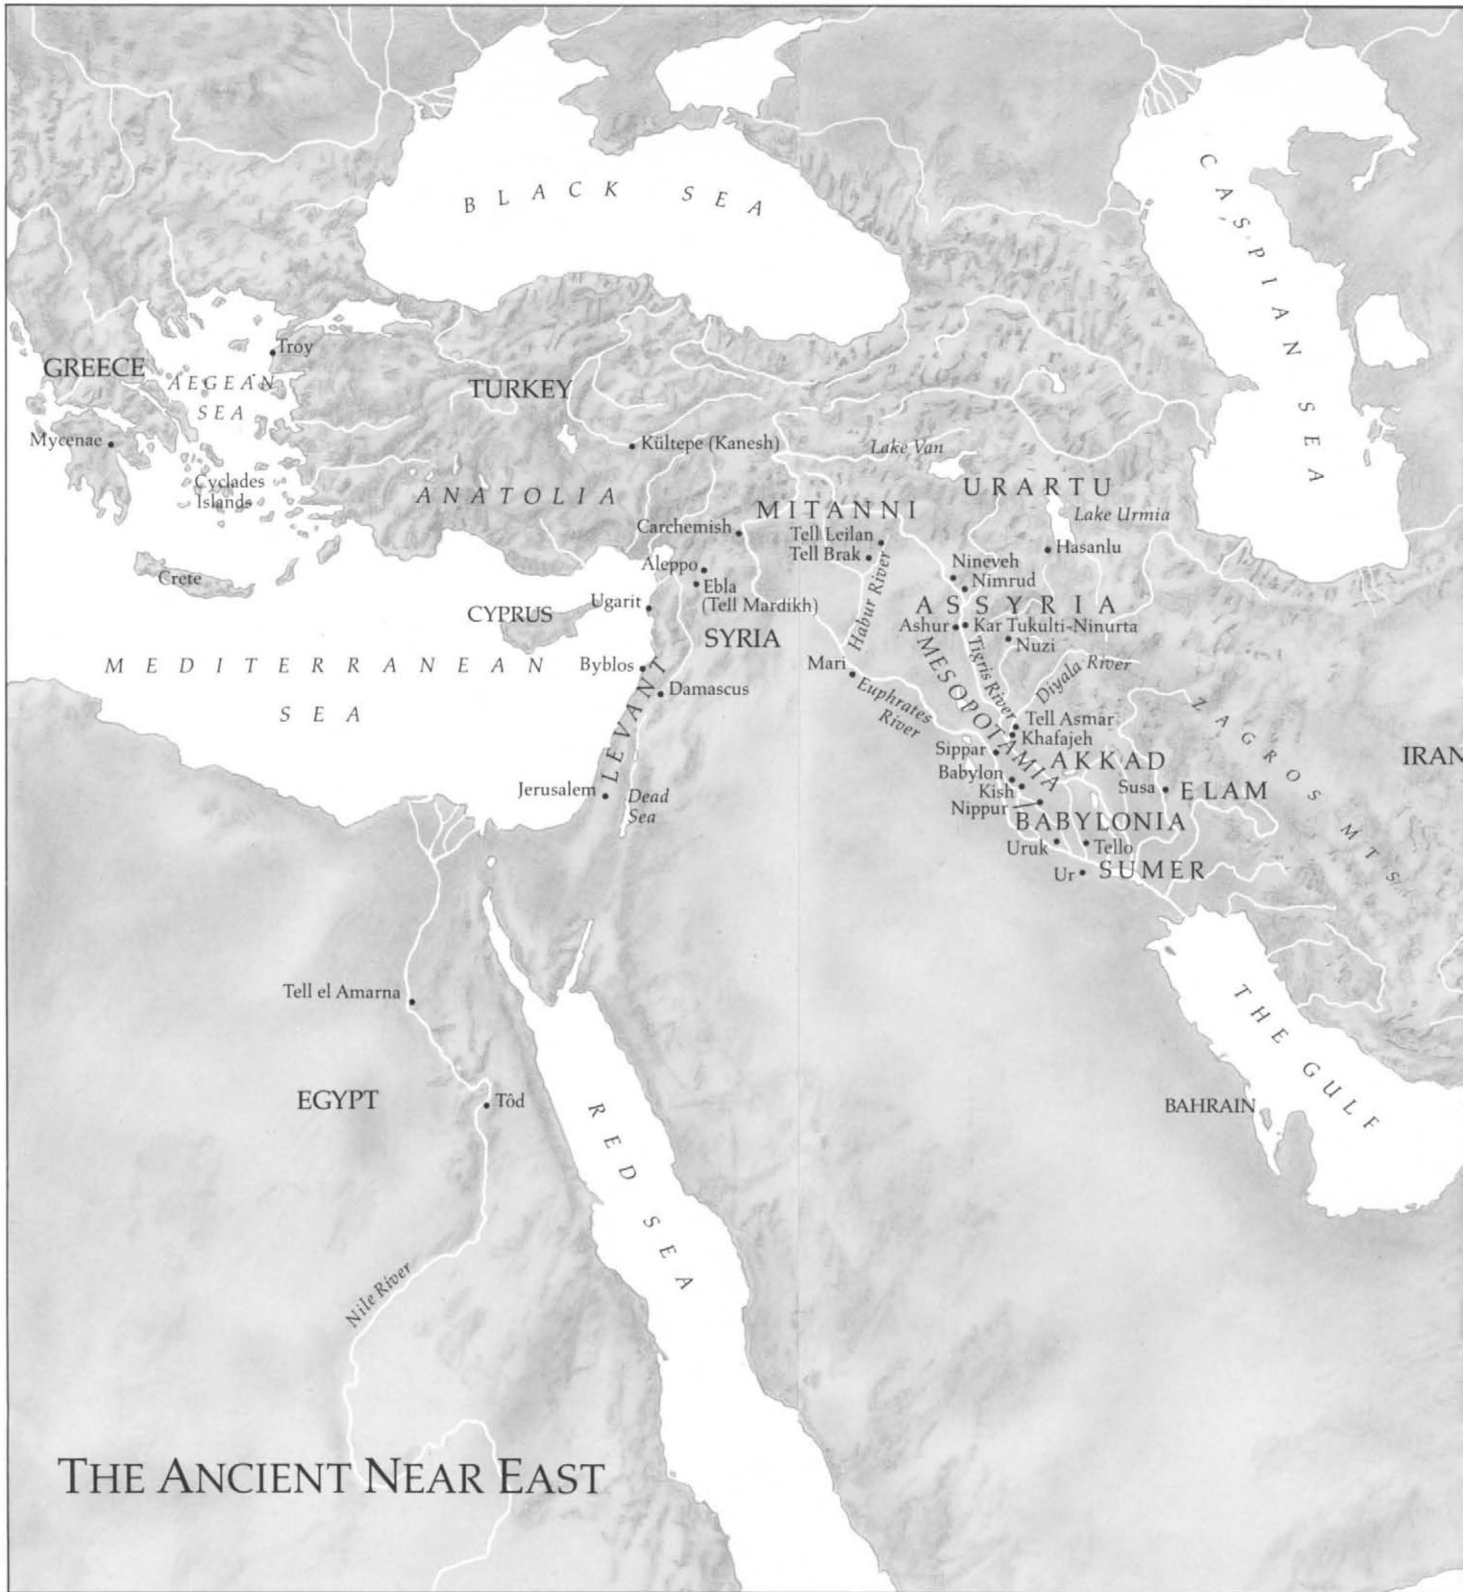 BLACK SEA
CASPIAN SEA
Troy
GREECE
AEGEAN
SEA
TURKEY
Mycenae
Kültepe (Kanesh)
Lake Van
Cyclades
Islands
ANATOLIA
URARTU
MITANNI
Lake Urmia
Carchemish
Tell Leilan
Tell Brak
Hasanlu
Crete
Aleppo
Nineveh
Nimrud
Ebla
(Tell Mardikh)
Ugarit
CYPRUS
Habur River
ASSYRIA
Ashur
Kar Tukulti-Ninurta
SYRIA
Nuzi
MEDITERRANEAN
SEA
Byblos
Mari
MESOPOTAMIA
Tigris River
Diyala River
LEVANT
Damascus
Euphrates
River
ZAGROS MTS
Tell Asmar
Khafajeh
Sippar
AKKAD
IRAN
Babylon
Susa
ELAM
Kish
Jerusalem
Dead
Sea
Nippur
BABYLONIA
Uruk
Tello
Ur
SUMER
Tell el Amarna
THE GULF
EGYPT
Tôd
RED SEA
BAHRAIN
Nile River
THE ANCIENT NEAR EAST